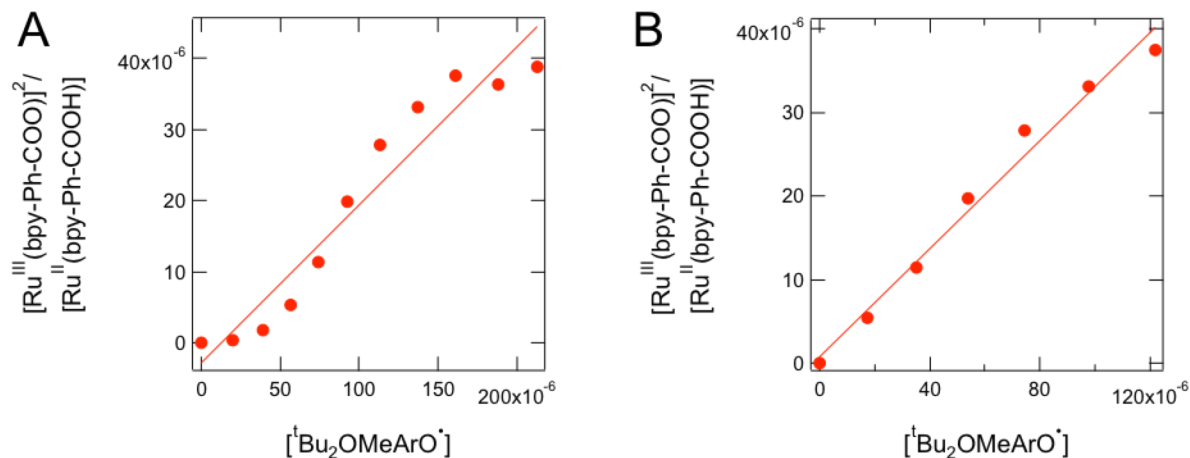 A
[Ru^III(bpy-Ph-COO)]^2/
[Ru^II(bpy-Ph-COOH)]
40x10^-6
30
20
10
0
0
50
100
150
200x10^-6
[^tBu₂OMeArO^•]
B
[Ru^III(bpy-Ph-COO)]^2/
[Ru^II(bpy-Ph-COOH)]
40x10^-6
30
20
10
0
0
40
80
120x10^-6
[^tBu₂OMeArO^•]